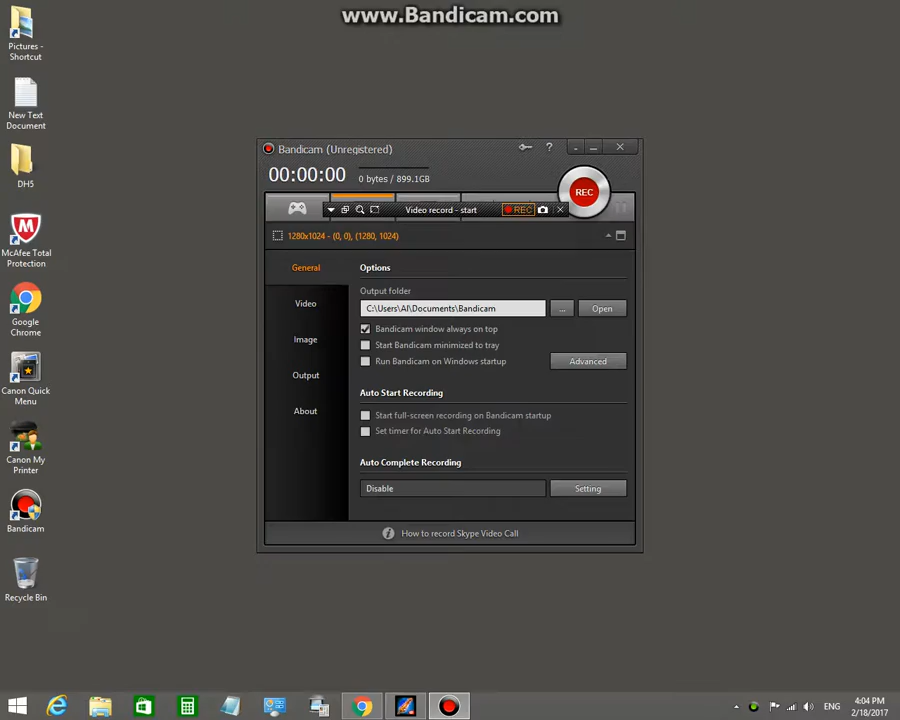 www.Bandicam.com
Pictures -
Shortcut
New Text
Document
DH5
McAfee Total
Protection
Google
Chrome
Canon Quick
Menu
Canon My
Printer
Bandicam
Recycle Bin
Bandicam (Unregistered)
?
00:00:00
0 bytes / 899.1GB
REC
Video record - start
REC
1280x1024 - (0, 0), (1280, 1024)
General
Video
Image
Output
About
Options
Output folder
C:\Users\Al\Documents\Bandicam
...
Open
Bandicam window always on top
Start Bandicam minimized to tray
Run Bandicam on Windows startup
Advanced
Auto Start Recording
Start full-screen recording on Bandicam startup
Set timer for Auto Start Recording
Auto Complete Recording
Disable
Setting
How to record Skype Video Call
ENG
4:04 PM
2/18/2017